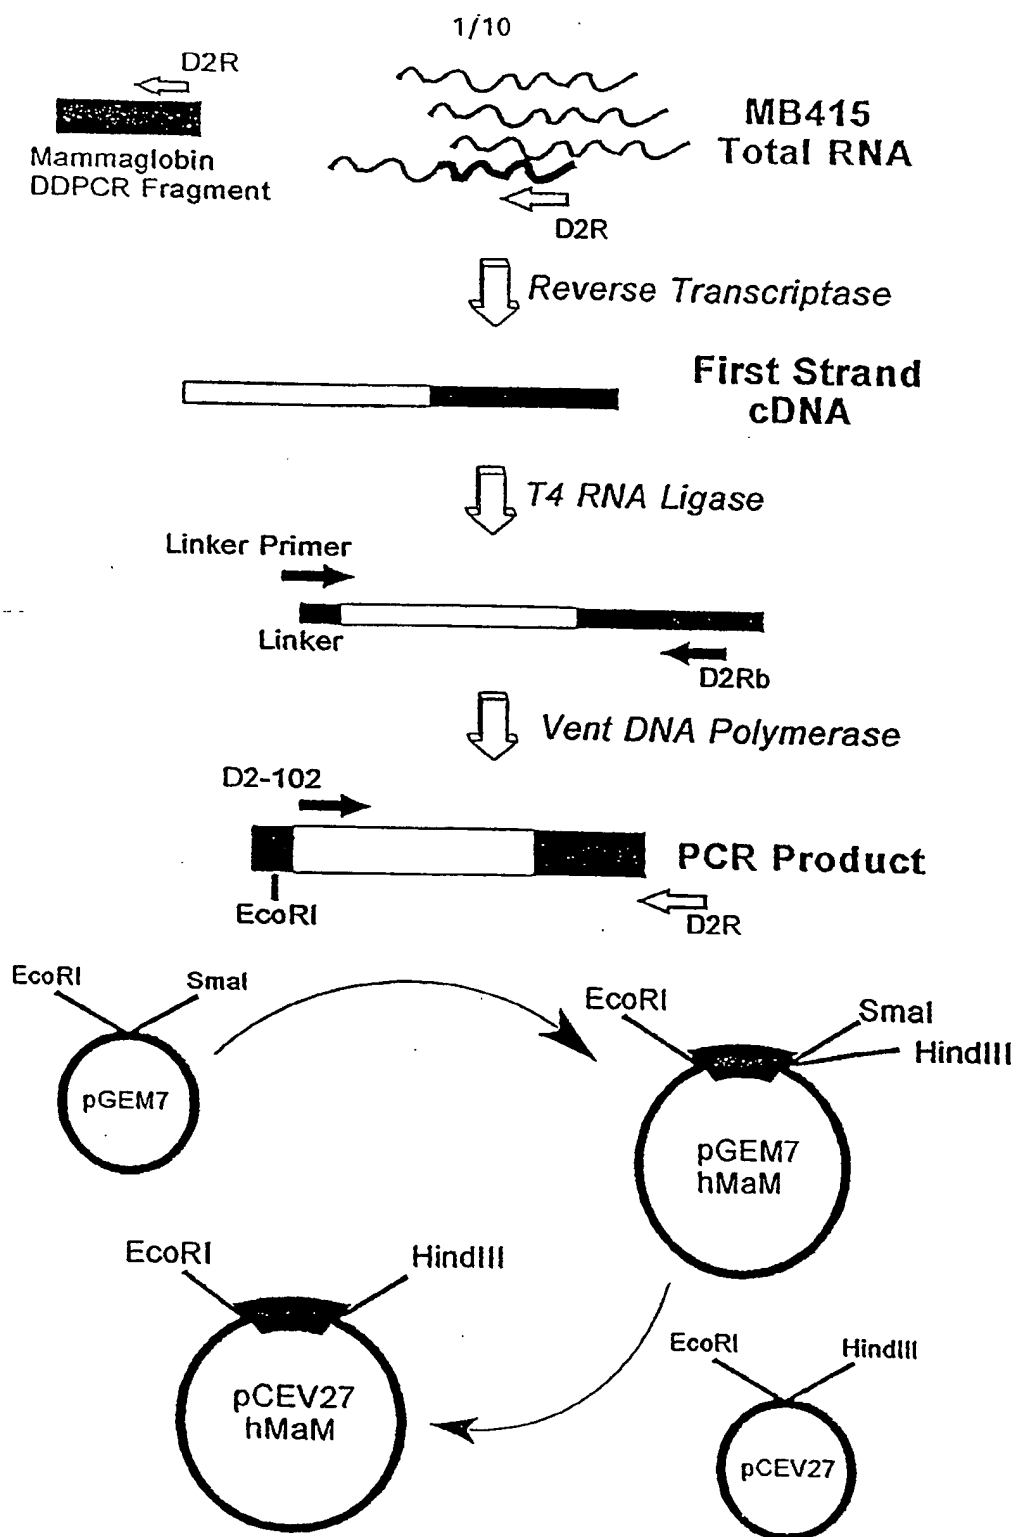 1/10
D2R
Mammaglobin
DDPCR Fragment
MB415
Total RNA
D2R
Reverse Transcriptase
First Strand
cDNA
T4 RNA Ligase
Linker Primer
Linker
D2Rb
Vent DNA Polymerase
D2-102
PCR Product
EcoRI
D2R
EcoRI
SmaI
pGEM7
EcoRI
SmaI
HindIII
pGEM7
hMaM
EcoRI
HindIII
pCEV27
hMaM
EcoRI
HindIII
pCEV27